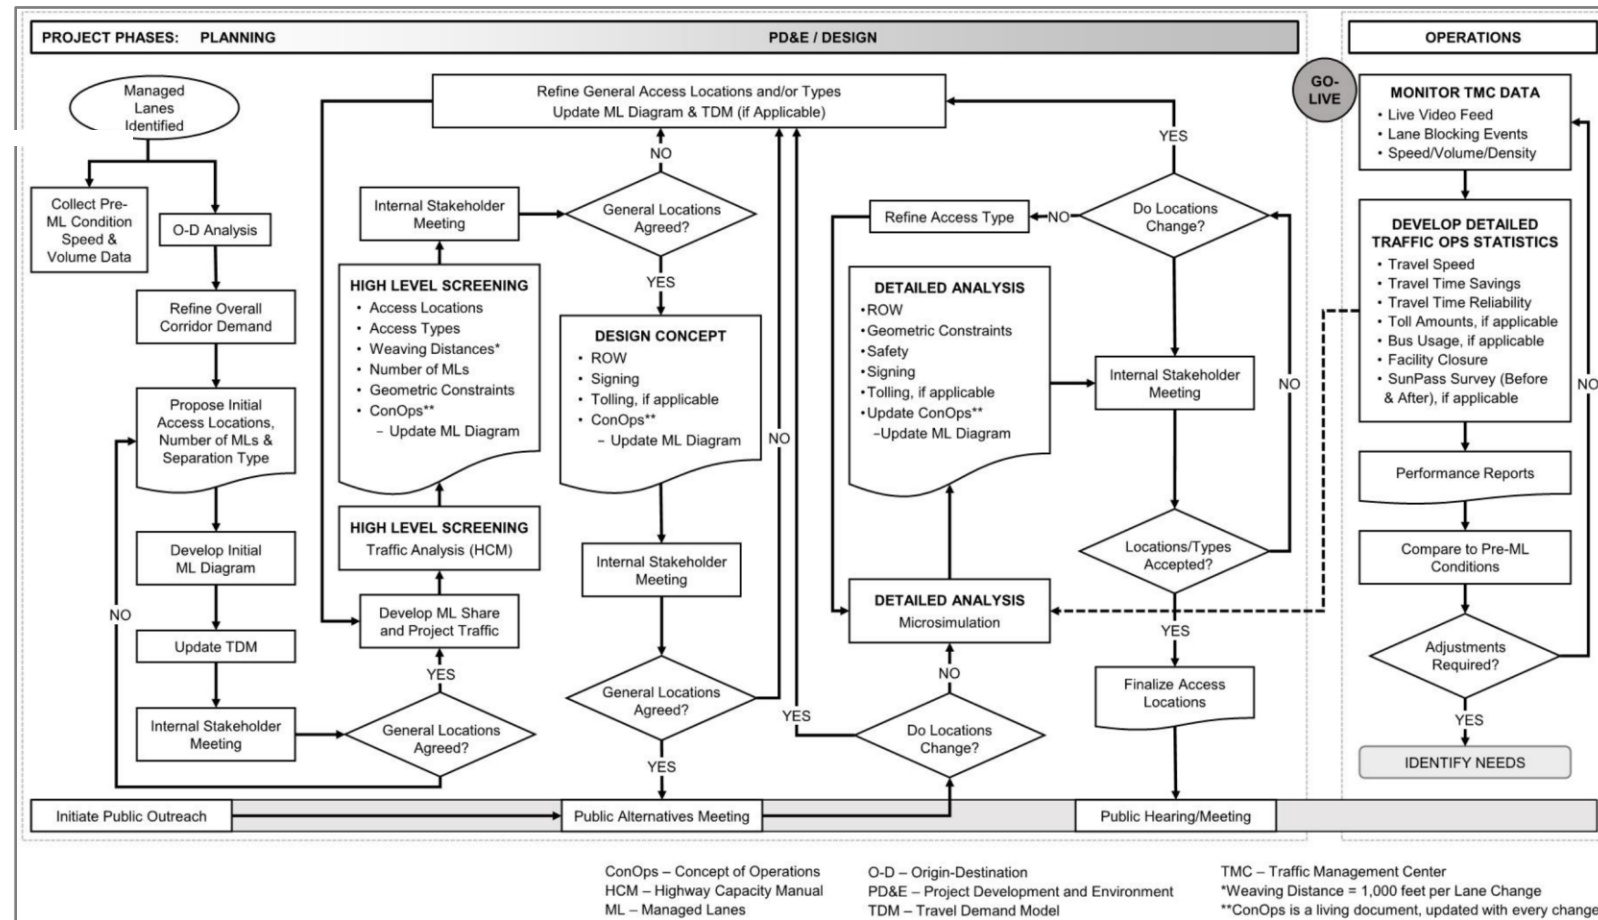 PROJECT PHASES: PLANNING
PD&E / DESIGN
OPERATIONS
GO-
LIVE
Managed
Lanes
Identified
Collect Pre-
ML Condition
Speed &
Volume Data
O-D Analysis
Refine Overall
Corridor Demand
Propose Initial
Access Locations,
Number of MLs &
Separation Type
Develop Initial
ML Diagram
NO
Update TDM
Internal Stakeholder
Meeting
General Locations
Agreed?
YES
Develop ML Share
and Project Traffic
HIGH LEVEL SCREENING
Traffic Analysis (HCM)
HIGH LEVEL SCREENING
• Access Locations
• Access Types
• Weaving Distances*
• Number of MLs
• Geometric Constraints
• ConOps**
– Update ML Diagram
Internal Stakeholder
Meeting
General Locations
Agreed?
NO
Refine General Access Locations and/or Types
Update ML Diagram & TDM (if Applicable)
YES
DESIGN CONCEPT
• ROW
• Signing
• Tolling, if applicable
• ConOps**
– Update ML Diagram
Internal Stakeholder
Meeting
General Locations
Agreed?
NO
YES
Initiate Public Outreach
Public Alternatives Meeting
Do Locations
Change?
YES
NO
DETAILED ANALYSIS
Microsimulation
DETAILED ANALYSIS
•ROW
•Geometric Constraints
•Safety
•Signing
•Tolling, if applicable
•Update ConOps**
–Update ML Diagram
Refine Access Type
NO
Do Locations
Change?
YES
Internal Stakeholder
Meeting
NO
Locations/Types
Accepted?
YES
Finalize Access
Locations
Public Hearing/Meeting
MONITOR TMC DATA
• Live Video Feed
• Lane Blocking Events
• Speed/Volume/Density
DEVELOP DETAILED
TRAFFIC OPS STATISTICS
• Travel Speed
• Travel Time Savings
• Travel Time Reliability
• Toll Amounts, if applicable
• Bus Usage, if applicable
• Facility Closure
• SunPass Survey (Before
& After), if applicable
NO
Performance Reports
Compare to Pre-ML
Conditions
Adjustments
Required?
YES
IDENTIFY NEEDS
ConOps – Concept of Operations
HCM – Highway Capacity Manual
ML – Managed Lanes
O-D – Origin-Destination
PD&E – Project Development and Environment
TDM – Travel Demand Model
TMC – Traffic Management Center
*Weaving Distance = 1,000 feet per Lane Change
**ConOps is a living document, updated with every change